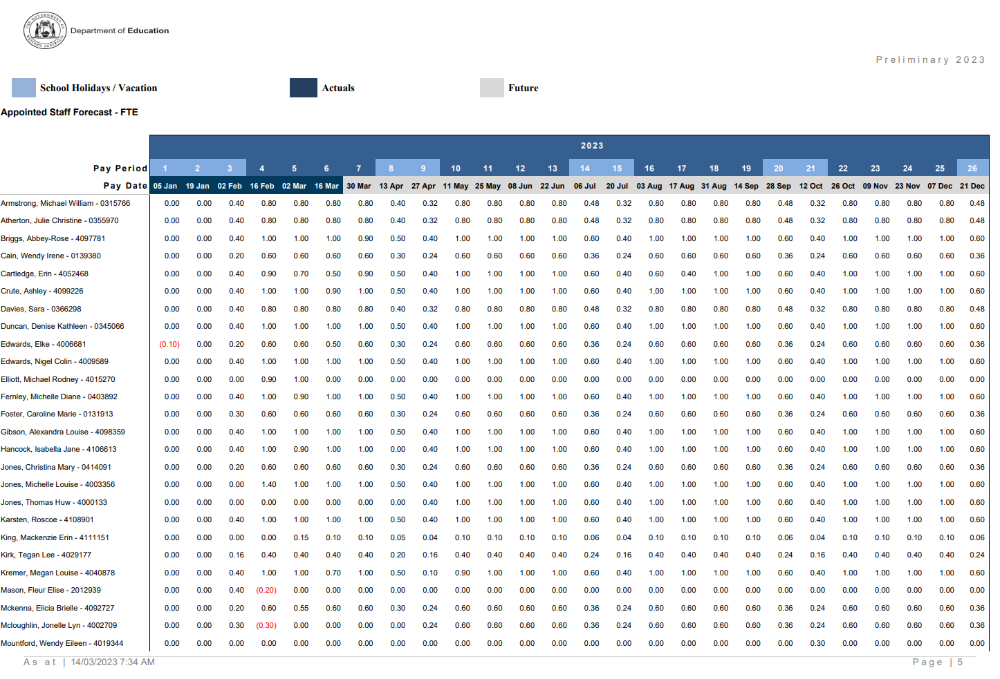 THE GOVERNMENT OF
WESTERN AUSTRALIA
Department of Education
Preliminary 2023
School Holidays / Vacation Actuals Future
Appointed Staff Forecast - FTE
2023
Pay Period 1 2 3 4 5 6 7 8 9 10 11 12 13 14 15 16 17 18 19 20 21 22 23 24 25 26
Pay Date 05 Jan 19 Jan 02 Feb 16 Feb 02 Mar 16 Mar 30 Mar 13 Apr 27 Apr 11 May 25 May 08 Jun 22 Jun 06 Jul 20 Jul 03 Aug 17 Aug 31 Aug 14 Sep 28 Sep 12 Oct 26 Oct 09 Nov 23 Nov 07 Dec 21 Dec
Armstrong, Michael William - 0315766 0.00 0.00 0.40 0.80 0.80 0.80 0.80 0.40 0.32 0.80 0.80 0.80 0.80 0.48 0.32 0.80 0.80 0.80 0.80 0.48 0.32 0.80 0.80 0.80 0.80 0.48
Atherton, Julie Christine - 0355970 0.00 0.00 0.40 0.80 0.80 0.80 0.80 0.40 0.32 0.80 0.80 0.80 0.80 0.48 0.32 0.80 0.80 0.80 0.80 0.48 0.32 0.80 0.80 0.80 0.80 0.48
Briggs, Abbey-Rose - 4097781 0.00 0.00 0.40 1.00 1.00 1.00 0.90 0.50 0.40 1.00 1.00 1.00 1.00 0.60 0.40 1.00 1.00 1.00 1.00 0.60 0.40 1.00 1.00 1.00 1.00 0.60
Cain, Wendy Irene - 0139380 0.00 0.00 0.20 0.60 0.60 0.60 0.60 0.30 0.24 0.60 0.60 0.60 0.60 0.36 0.24 0.60 0.60 0.60 0.60 0.36 0.24 0.60 0.60 0.60 0.60 0.36
Cartledge, Erin - 4052468 0.00 0.00 0.40 0.90 0.70 0.50 0.90 0.50 0.40 1.00 1.00 1.00 1.00 0.60 0.40 0.60 0.40 1.00 1.00 0.60 0.40 1.00 1.00 1.00 1.00 0.60
Crute, Ashley - 4099226 0.00 0.00 0.40 1.00 1.00 0.90 1.00 0.50 0.40 1.00 1.00 1.00 1.00 0.60 0.40 1.00 1.00 1.00 1.00 0.60 0.40 1.00 1.00 1.00 1.00 0.60
Davies, Sara - 0366298 0.00 0.00 0.40 0.80 0.80 0.80 0.80 0.40 0.32 0.80 0.80 0.80 0.80 0.48 0.32 0.80 0.80 0.80 0.80 0.48 0.32 0.80 0.80 0.80 0.80 0.48
Duncan, Denise Kathleen - 0345066 0.00 0.00 0.40 1.00 1.00 1.00 1.00 0.50 0.40 1.00 1.00 1.00 1.00 0.60 0.40 1.00 1.00 1.00 1.00 0.60 0.40 1.00 1.00 1.00 1.00 0.60
Edwards, Elke - 4006681 (0.10) 0.00 0.20 0.60 0.60 0.50 0.60 0.30 0.24 0.60 0.60 0.60 0.60 0.36 0.24 0.60 0.60 0.60 0.60 0.36 0.24 0.60 0.60 0.60 0.60 0.36
Edwards, Nigel Colin - 4009589 0.00 0.00 0.40 1.00 1.00 1.00 1.00 0.50 0.40 1.00 1.00 1.00 1.00 0.60 0.40 1.00 1.00 1.00 1.00 0.60 0.40 1.00 1.00 1.00 1.00 0.60
Elliott, Michael Rodney - 4015270 0.00 0.00 0.00 0.90 1.00 0.00 0.00 0.00 0.00 0.00 0.00 0.00 0.00 0.00 0.00 0.00 0.00 0.00 0.00 0.00 0.00 0.00 0.00 0.00 0.00 0.00
Fernley, Michelle Diane - 0403892 0.00 0.00 0.40 1.00 0.90 1.00 1.00 0.50 0.40 1.00 1.00 1.00 1.00 0.60 0.40 1.00 1.00 1.00 1.00 0.60 0.40 1.00 1.00 1.00 1.00 0.60
Foster, Caroline Marie - 0131913 0.00 0.00 0.30 0.60 0.60 0.60 0.60 0.30 0.24 0.60 0.60 0.60 0.60 0.36 0.24 0.60 0.60 0.60 0.60 0.36 0.24 0.60 0.60 0.60 0.60 0.36
Gibson, Alexandra Louise - 4098359 0.00 0.00 0.40 1.00 1.00 1.00 1.00 0.50 0.40 1.00 1.00 1.00 1.00 0.60 0.40 1.00 1.00 1.00 1.00 0.60 0.40 1.00 1.00 1.00 1.00 0.60
Hancock, Isabella Jane - 4106613 0.00 0.00 0.40 1.00 0.90 1.00 1.00 0.00 0.40 1.00 1.00 1.00 1.00 0.60 0.40 1.00 1.00 1.00 1.00 0.60 0.40 1.00 1.00 1.00 1.00 0.60
Jones, Christina Mary - 0414091 0.00 0.00 0.20 0.60 0.60 0.60 0.60 0.30 0.24 0.60 0.60 0.60 0.60 0.36 0.24 0.60 0.60 0.60 0.60 0.36 0.24 0.60 0.60 0.60 0.60 0.36
Jones, Michelle Louise - 4003356 0.00 0.00 0.00 1.40 1.00 1.00 1.00 0.50 0.40 1.00 1.00 1.00 1.00 0.60 0.40 1.00 1.00 1.00 1.00 0.60 0.40 1.00 1.00 1.00 1.00 0.60
Jones, Thomas Huw - 4000133 0.00 0.00 0.00 0.00 0.00 0.00 0.00 0.00 0.40 1.00 1.00 1.00 1.00 0.60 0.40 1.00 1.00 1.00 1.00 0.60 0.40 1.00 1.00 1.00 1.00 0.60
Karsten, Roscoe - 4108901 0.00 0.00 0.40 1.00 1.00 1.00 1.00 0.50 0.40 1.00 1.00 1.00 1.00 0.60 0.40 1.00 1.00 1.00 1.00 0.60 0.40 1.00 1.00 1.00 1.00 0.60
King, Mackenzie Erin - 4111151 0.00 0.00 0.00 0.00 0.15 0.10 0.10 0.05 0.04 0.10 0.10 0.10 0.10 0.06 0.04 0.10 0.10 0.10 0.10 0.06 0.04 0.10 0.10 0.10 0.10 0.06
Kirk, Tegan Lee - 4029177 0.00 0.00 0.16 0.40 0.40 0.40 0.40 0.20 0.16 0.40 0.40 0.40 0.40 0.24 0.16 0.40 0.40 0.40 0.40 0.24 0.16 0.40 0.40 0.40 0.40 0.24
Kremer, Megan Louise - 4040878 0.00 0.00 0.40 1.00 1.00 0.70 1.00 0.50 0.10 0.90 1.00 1.00 1.00 0.60 0.40 1.00 1.00 1.00 1.00 0.60 0.40 1.00 1.00 1.00 1.00 0.60
Mason, Fleur Elise - 2012939 0.00 0.00 0.40 (0.20) 0.00 0.00 0.00 0.00 0.00 0.00 0.00 0.00 0.00 0.00 0.00 0.00 0.00 0.00 0.00 0.00 0.00 0.00 0.00 0.00 0.00 0.00
Mckenna, Elicia Brielle - 4092727 0.00 0.00 0.20 0.60 0.55 0.60 0.60 0.30 0.24 0.60 0.60 0.60 0.60 0.36 0.24 0.60 0.60 0.60 0.60 0.36 0.24 0.60 0.60 0.60 0.60 0.36
Mcloughlin, Jonelle Lyn - 4002709 0.00 0.00 0.30 (0.30) 0.00 0.00 0.00 0.00 0.24 0.60 0.60 0.60 0.60 0.36 0.24 0.60 0.60 0.60 0.60 0.36 0.24 0.60 0.60 0.60 0.60 0.36
Mountford, Wendy Eileen - 4019344 0.00 0.00 0.00 0.00 0.00 0.00 0.00 0.00 0.00 0.00 0.00 0.00 0.00 0.00 0.00 0.00 0.00 0.00 0.00 0.00 0.30 0.00 0.00 0.00 0.00 0.00
As at | 14/03/2023 7:34 AM Page | 5